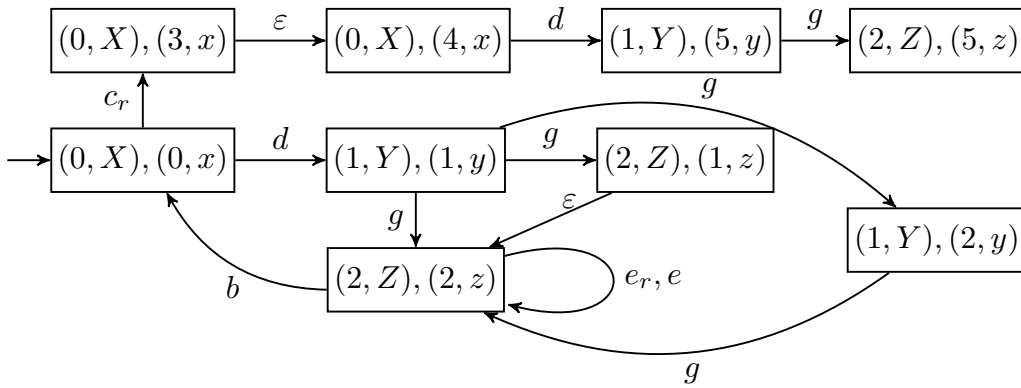 (0, X), (3, x) ε (0, X), (4, x) d (1, Y), (5, y) g (2, Z), (5, z)
c_r g
(0, X), (0, x) d (1, Y), (1, y) g (2, Z), (1, z)
g ε (1, Y), (2, y)
b (2, Z), (2, z) e_r, e
g